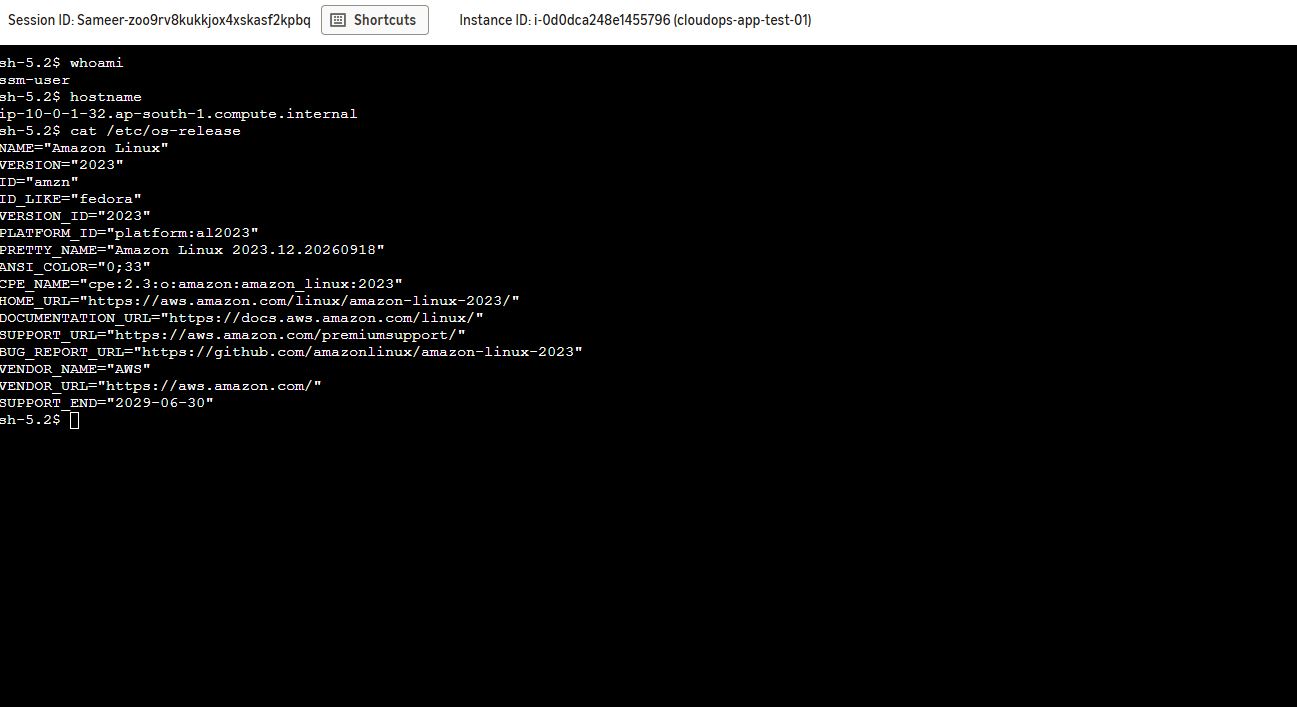 Session ID: Sameer-zoo9rv8kukkjox4xskasf2kpbq Shortcuts Instance ID: i-0d0dca248e1455796 (cloudops-app-test-01)
sh-5.2$ whoami
ssm-user
sh-5.2$ hostname
ip-10-0-1-32.ap-south-1.compute.internal
sh-5.2$ cat /etc/os-release
NAME="Amazon Linux"
VERSION="2023"
ID="amzn"
ID_LIKE="fedora"
VERSION_ID="2023"
PLATFORM_ID="platform:al2023"
PRETTY_NAME="Amazon Linux 2023.12.20260918"
ANSI_COLOR="0;33"
CPE_NAME="cpe:2.3:o:amazon:amazon_linux:2023"
HOME_URL="https://aws.amazon.com/linux/amazon-linux-2023/"
DOCUMENTATION_URL="https://docs.aws.amazon.com/linux/"
SUPPORT_URL="https://aws.amazon.com/premiumsupport/"
BUG_REPORT_URL="https://github.com/amazonlinux/amazon-linux-2023"
VENDOR_NAME="AWS"
VENDOR_URL="https://aws.amazon.com/"
SUPPORT_END="2029-06-30"
sh-5.2$